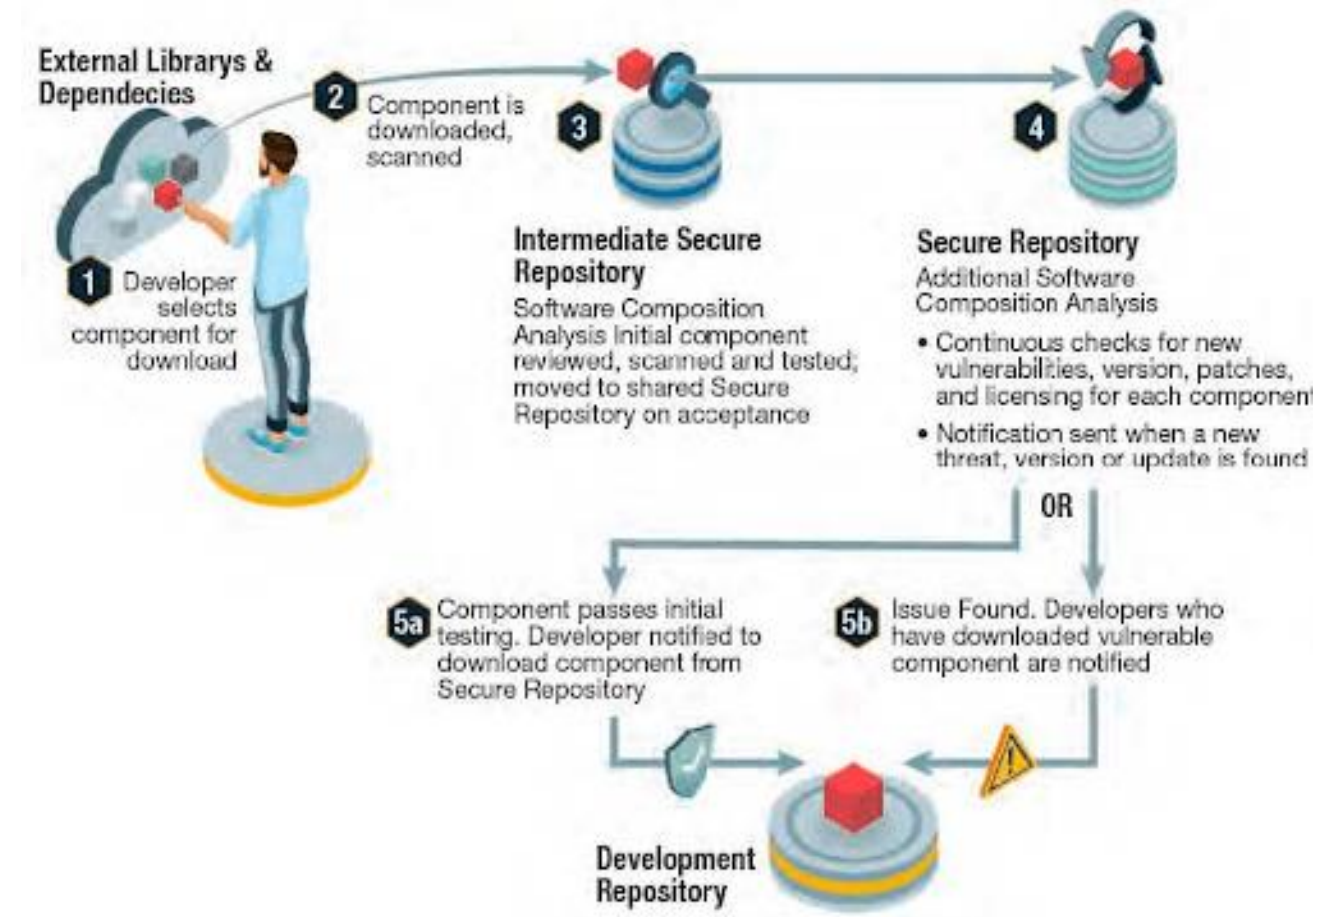 External Librarys &
Dependecies
1
Developer
selects
component for
download
2
Component is
downloaded,
scanned
3
Intermediate Secure
Repository
Software Composition
Analysis Initial component
reviewed, scanned and tested;
moved to shared Secure
Repository on acceptance
4
Secure Repository
Additional Software
Composition Analysis
• Continuous checks for new
vulnerabilities, version, patches,
and licensing for each component
• Notification sent when a new
threat, version or update is found
OR
5a
Component passes initial
testing. Developer notified to
download component from
Secure Repository
5b
Issue Found. Developers who
have downloaded vulnerable
component are notified
Development
Repository